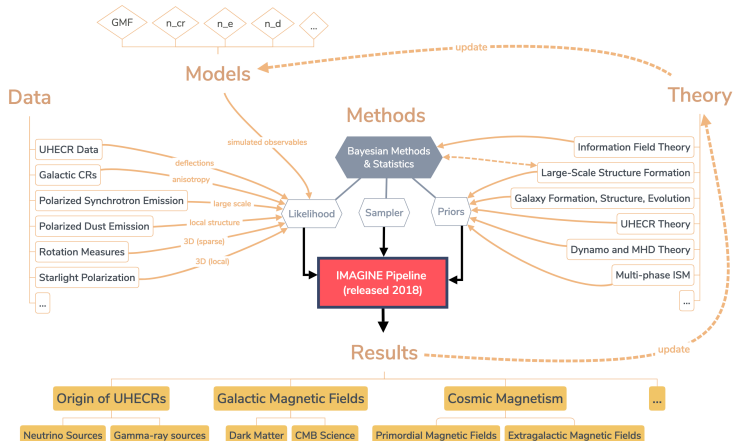 GMF
n_cr
n_e
n_d
...
update
Models
Data
Theory
Methods
simulated observables
UHECR Data
deflections
Galactic CRs
anisotropy
Polarized Synchrotron Emission
large scale
Polarized Dust Emission
local structure
Rotation Measures
3D (sparse)
Starlight Polarization
3D (local)
...
Bayesian Methods
& Statistics
Likelihood
Sampler
Priors
Information Field Theory
Large-Scale Structure Formation
Galaxy Formation, Structure, Evolution
UHECR Theory
Dynamo and MHD Theory
Multi-phase ISM
...
IMAGINE Pipeline
(released 2018)
Results
update
Origin of UHECRs
Galactic Magnetic Fields
Cosmic Magnetism
...
Neutrino Sources
Gamma-ray sources
Dark Matter
CMB Science
Primordial Magnetic Fields
Extragalactic Magnetic Fields